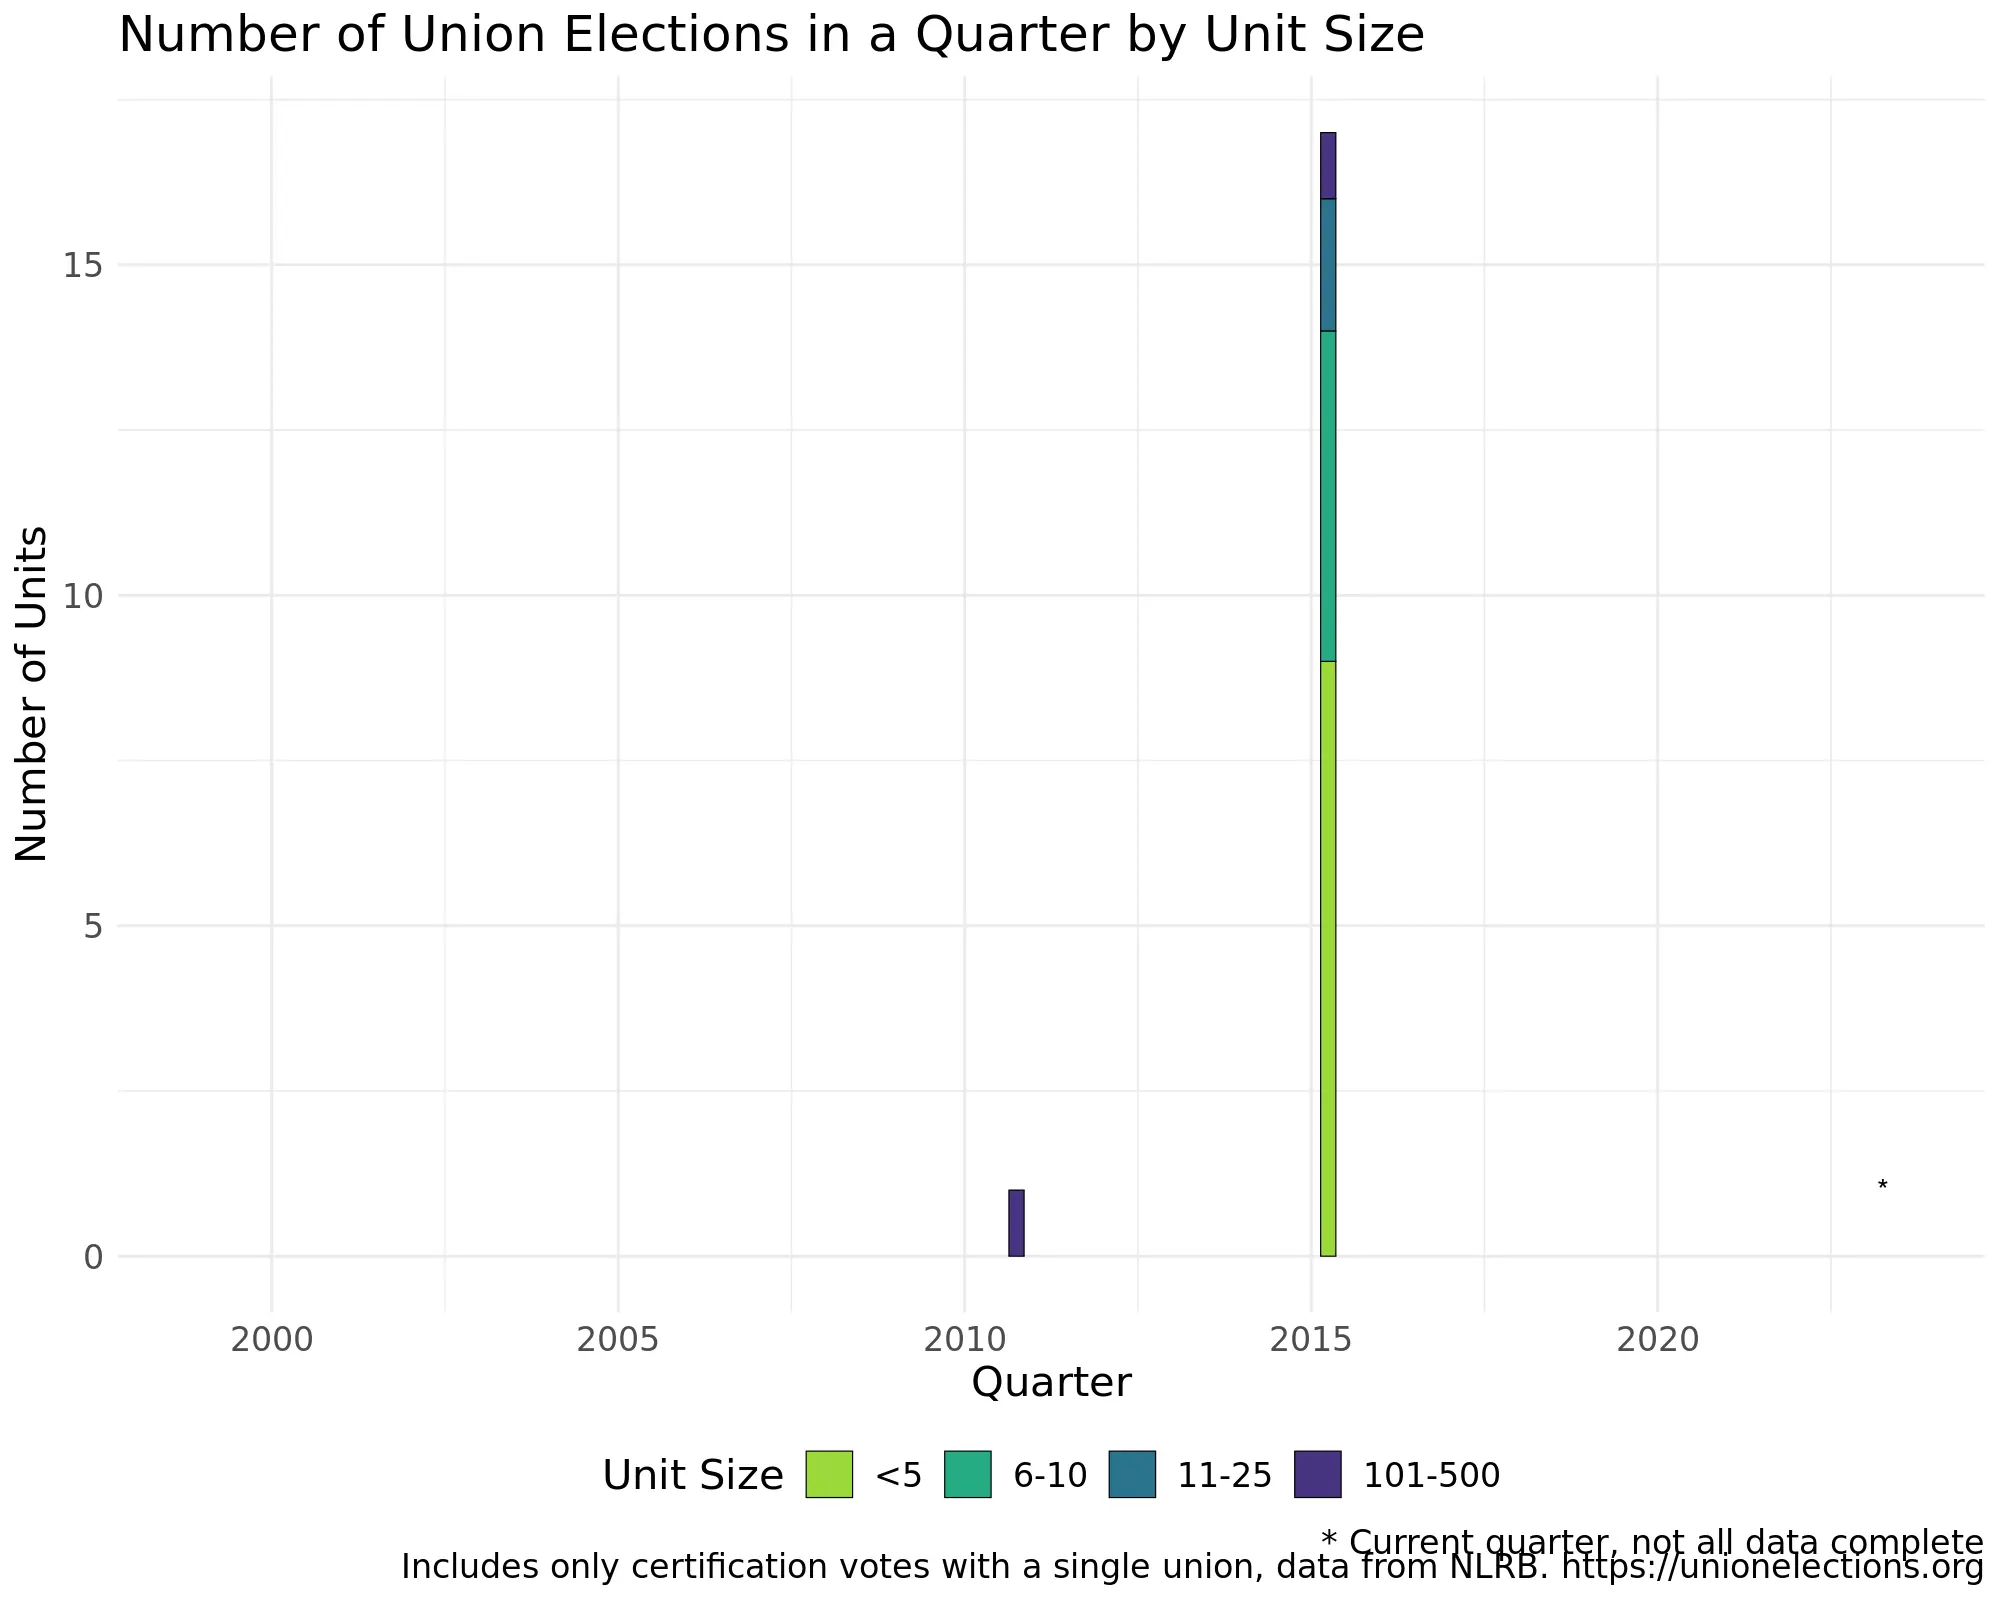 Number of Union Elections in a Quarter by Unit Size
Number of Units
15
10
5
0
*
2000 2005 2010 2015 2020
Quarter
Unit Size <5 6-10 11-25 101-500
* Current quarter, not all data complete
Includes only certification votes with a single union, data from NLRB. https://unionelections.org